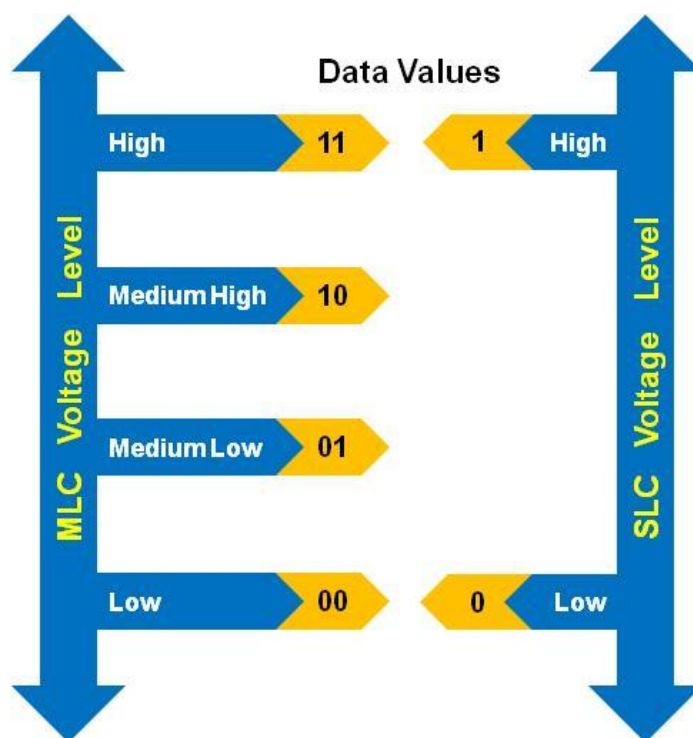 Data Values
High 11 1 High
Medium High 10
Medium Low 01
Low 00 0 Low
MLC Voltage Level
SLC Voltage Level